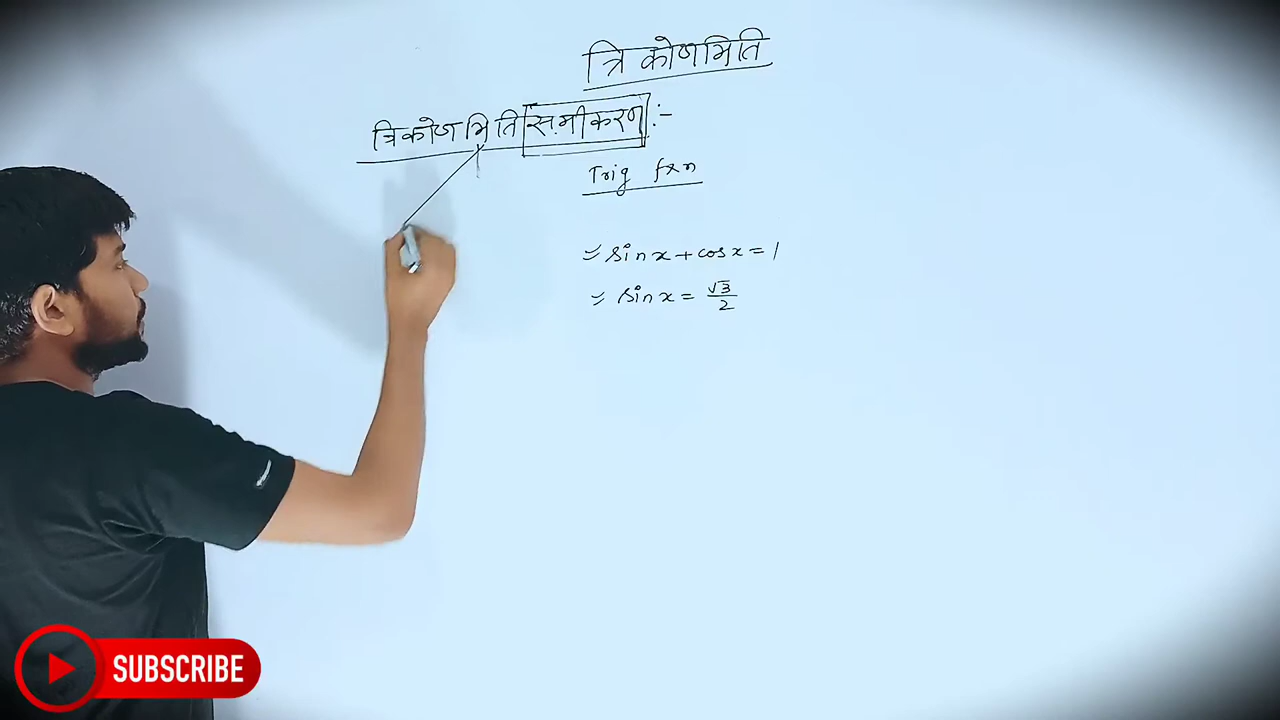 त्रिकोणमिति
त्रिकोणमिति समीकरण :-
Trig fxn
⇒ sin x + cos x = 1
⇒ sin x = √3/2
SUBSCRIBE